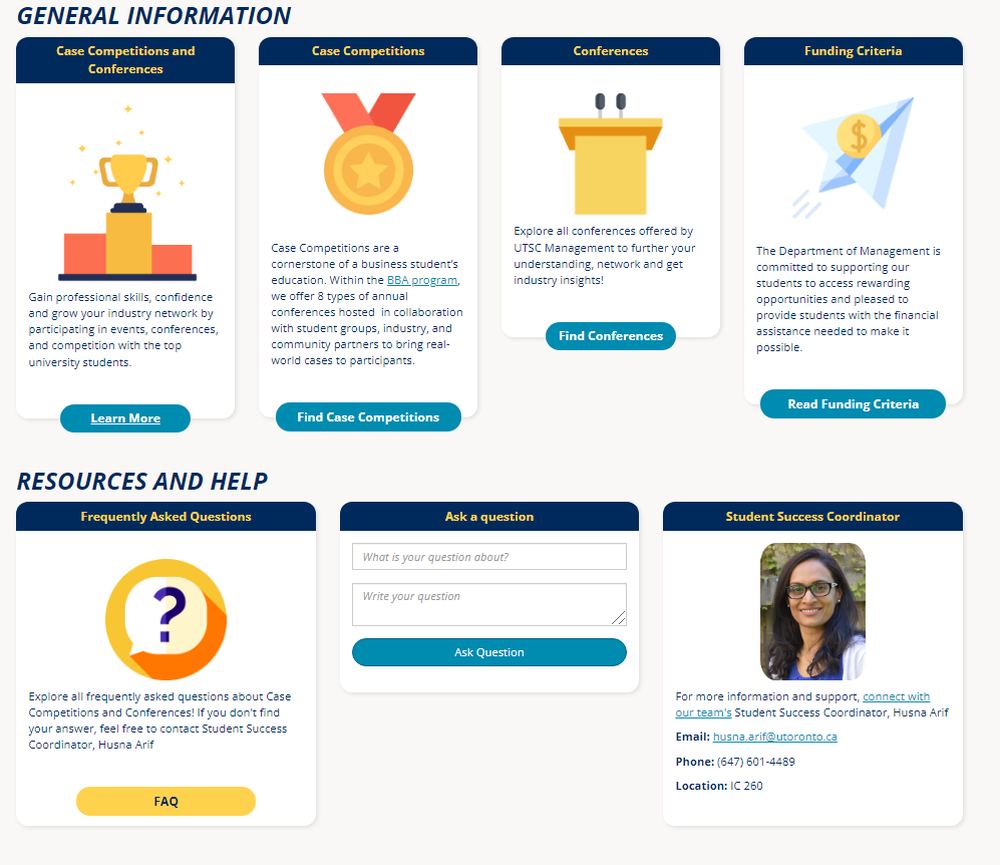 GENERAL INFORMATION
Case Competitions and
Conferences
Gain professional skills, confidence
and grow your industry network by
participating in events, conferences,
and competition with the top
university students.
Learn More
Case Competitions
Case Competitions are a
cornerstone of a business student's
education. Within the BBA program,
we offer 8 types of annual
conferences hosted in collaboration
with student groups, industry, and
community partners to bring real-
world cases to participants.
Find Case Competitions
Conferences
Explore all conferences offered by
UTSC Management to further your
understanding, network and get
industry insights!
Find Conferences
Funding Criteria
$
The Department of Management is
committed to supporting our
students to access rewarding
opportunities and pleased to
provide students with the financial
assistance needed to make it
possible.
Read Funding Criteria
RESOURCES AND HELP
Frequently Asked Questions
?
Explore all frequently asked questions about Case
Competitions and Conferences! If you don't find
your answer, feel free to contact Student Success
Coordinator, Husna Arif
FAQ
Ask a question
What is your question about?
Write your question
Ask Question
Student Success Coordinator
For more information and support, connect with
our team's Student Success Coordinator, Husna Arif
Email: husna.arif@utoronto.ca
Phone: (647) 601-4489
Location: IC 260